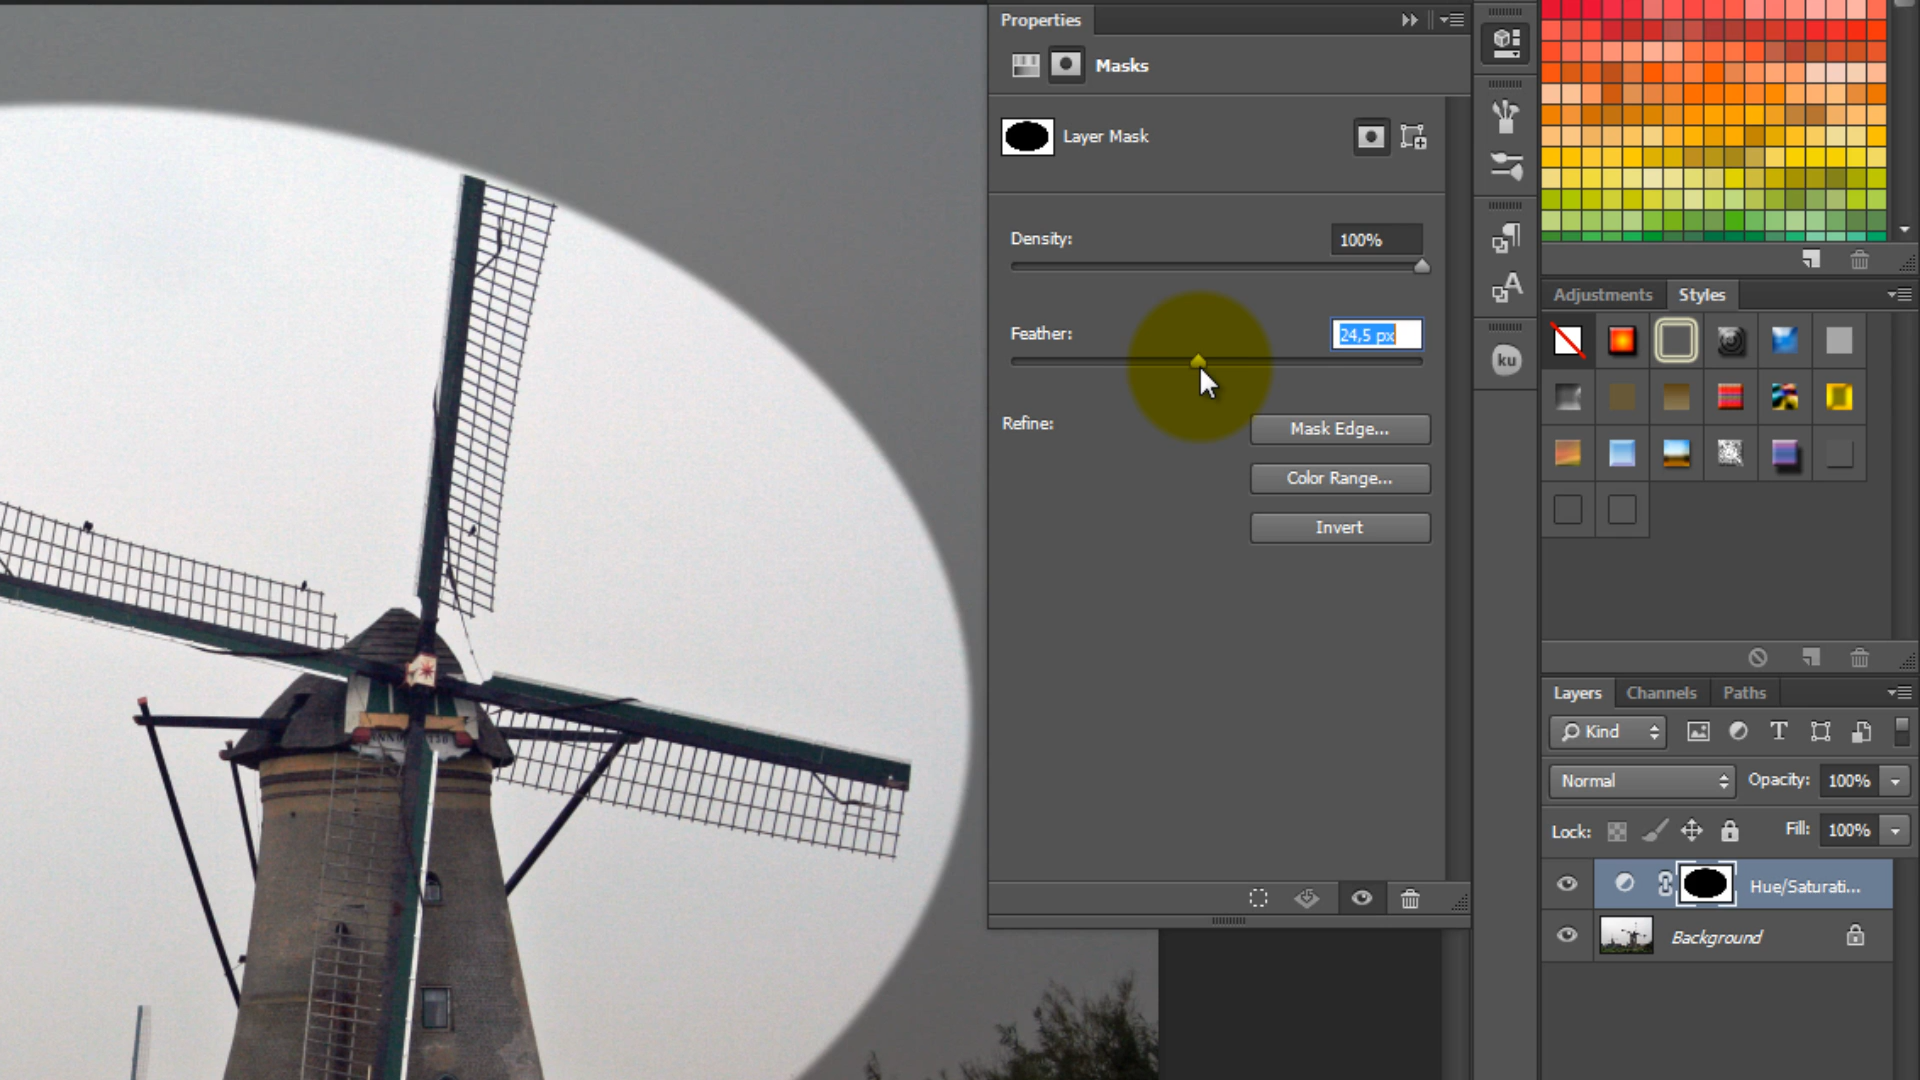 Properties
Masks
Layer Mask
Density:
100%
Feather:
24,5 px
Refine:
Mask Edge...
Color Range...
Invert
ku
Adjustments
Styles
Layers
Channels
Paths
Kind
T
Normal
Opacity:
100%
Lock:
Fill:
100%
Hue/Saturati...
Background